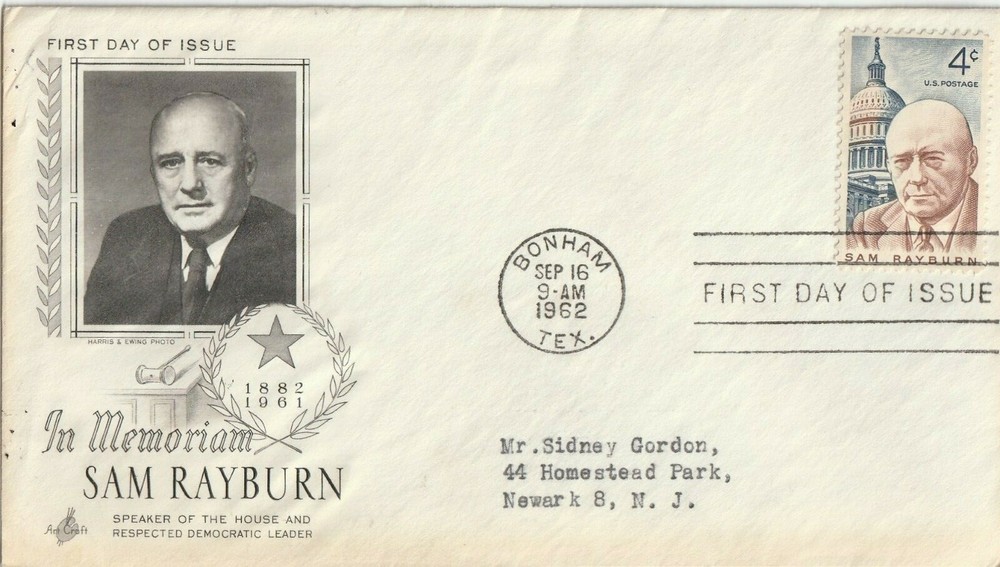 FIRST DAY OF ISSUE
HARRIS & EWING PHOTO
1882
1961
In Memoriam
SAM RAYBURN
SPEAKER OF THE HOUSE AND
RESPECTED DEMOCRATIC LEADER
Art Craft
4¢
U.S. POSTAGE
SAM RAYBURN
BONHAM
SEP 16
9-AM
1962
TEX.
FIRST DAY OF ISSUE
Mr.Sidney Gordon,
44 Homestead Park,
Newark 8, N. J.